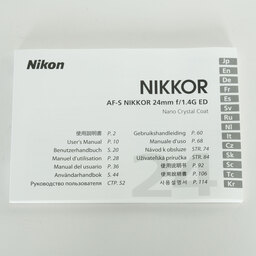 Nikon
NIKKOR
AF-S NIKKOR 24mm f/1.4G ED
Nano Crystal Coat
使用説明書 P. 2
User's Manual P. 10
Benutzerhandbuch S. 20
Manuel d'utilisation P. 28
Manual del usuario P. 36
Användarhandbok S. 44
Руководство пользователя СТР. 52
Gebruikshandleiding P. 60
Manuale d'uso P. 68
Návod k obsluze STR. 74
Uživatelská příručka STR. 84
使用说明书 P. 92
使用說明書 P. 106
사용설명서 P. 114
Jp
En
De
Fr
Es
Sv
Ru
Nl
It
Cz
Sk
Sc
Tc
Kr
24